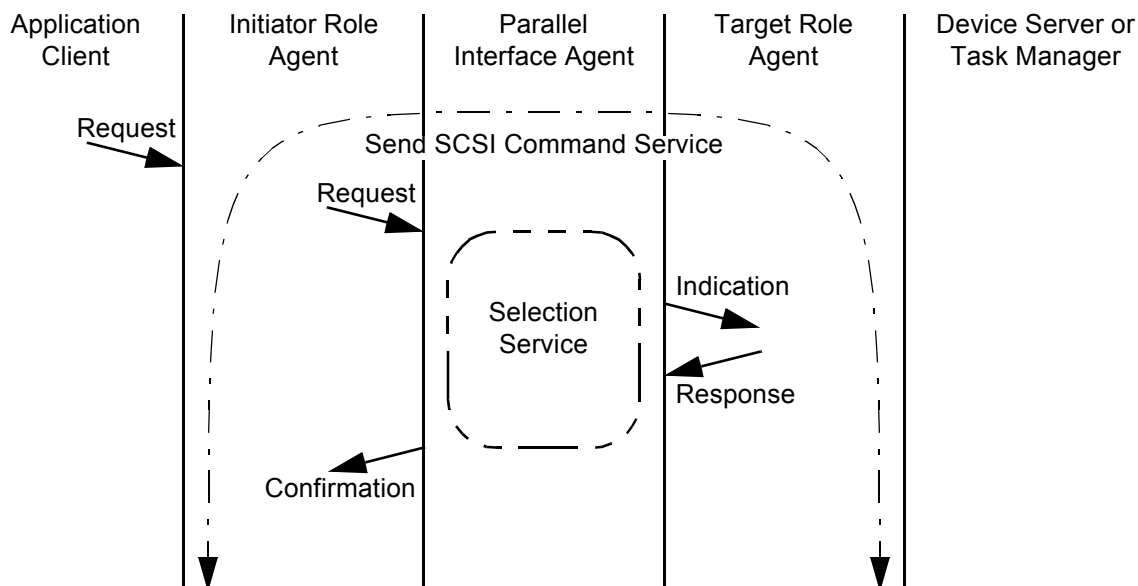 Application
Client
Initiator Role
Agent
Parallel
Interface Agent
Target Role
Agent
Device Server or
Task Manager
Request
Send SCSI Command Service
Request
Selection
Service
Indication
Response
Confirmation